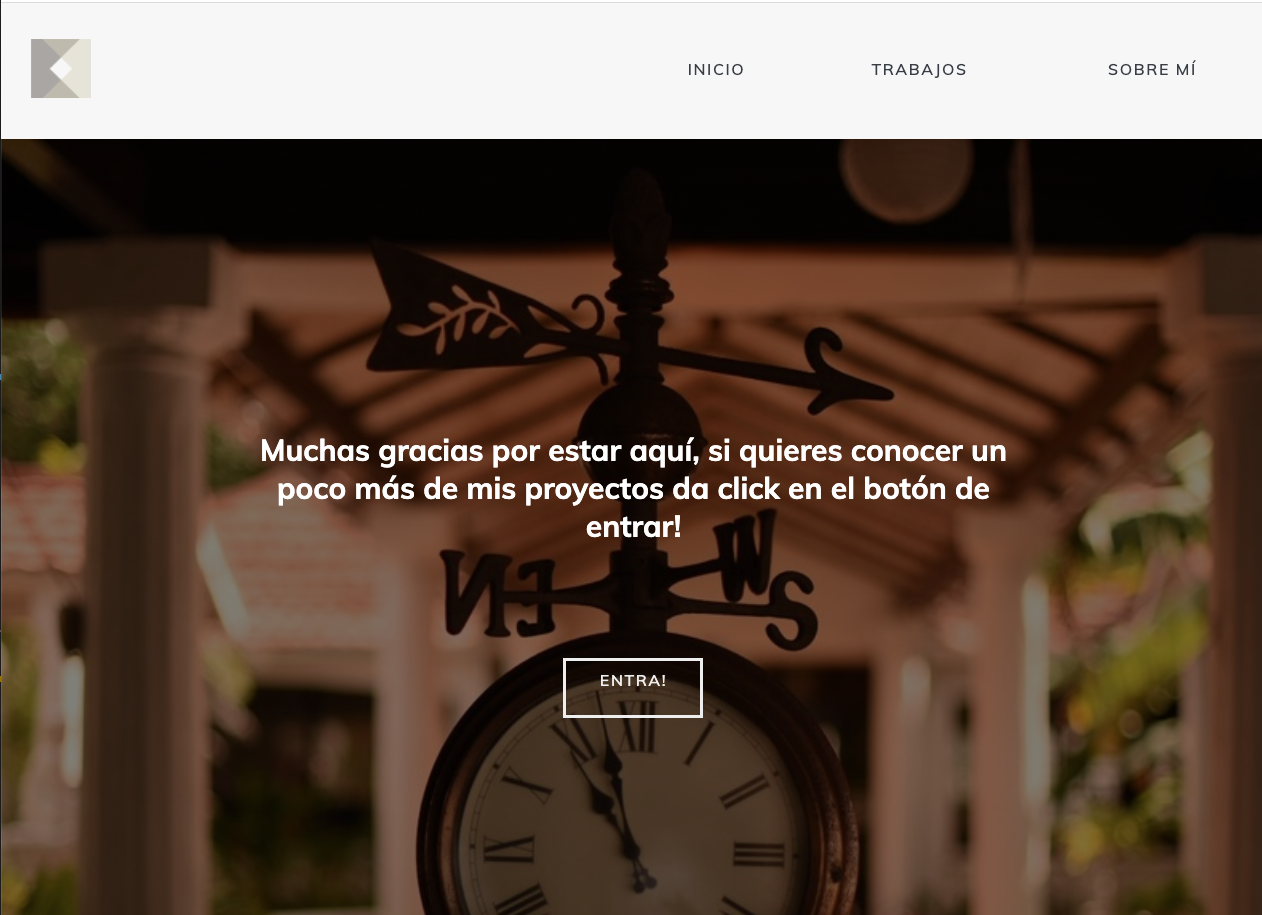 INICIO TRABAJOS SOBRE MÍ
Muchas gracias por estar aquí, si quieres conocer un
poco más de mis proyectos da click en el botón de
entrar!
N E W S
ENTRA!
XII